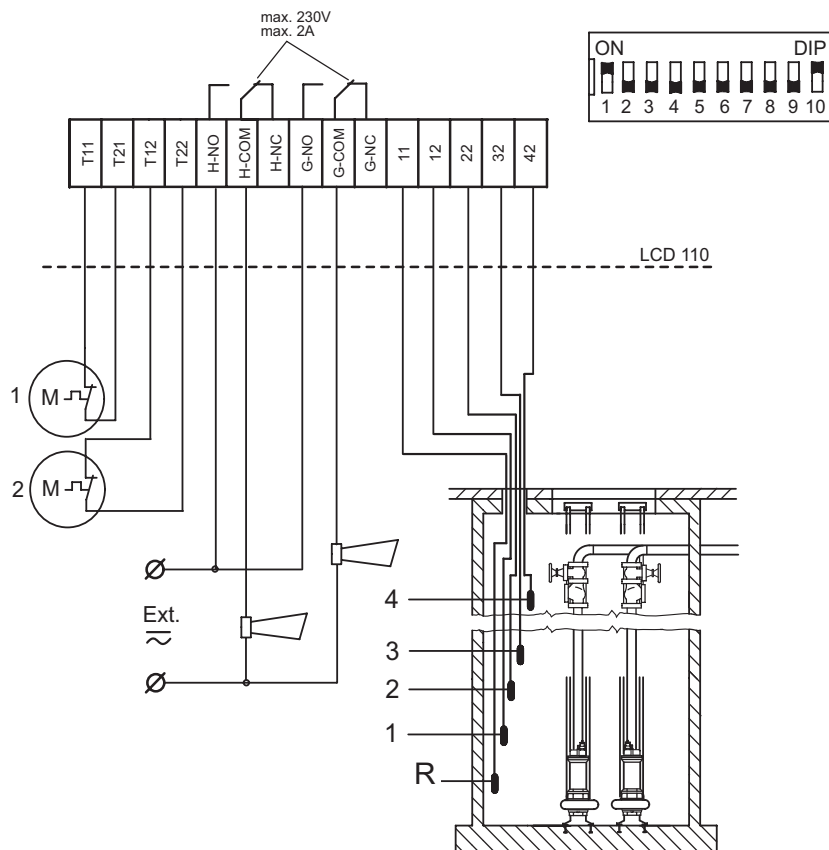 max. 230V
max. 2A
ON DIP
1 2 3 4 5 6 7 8 9 10
T11 T21 T12 T22 H-NO H-COM H-NC G-NO G-COM G-NC 11 12 22 32 42
LCD 110
1 M
2 M
Ext.
4
3
2
1
R